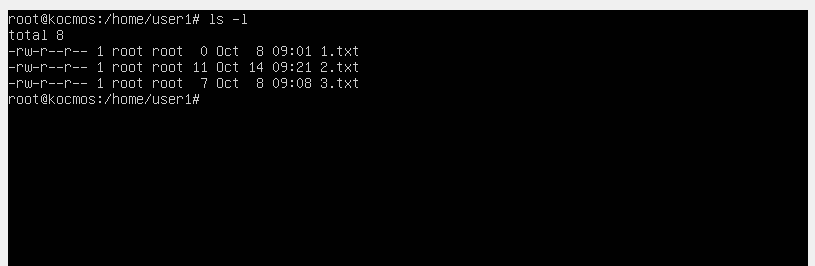 root@kocmos:/home/user1# ls -l
total 8
-rw-r--r-- 1 root root  0 Oct  8 09:01 1.txt
-rw-r--r-- 1 root root 11 Oct 14 09:21 2.txt
-rw-r--r-- 1 root root  7 Oct  8 09:08 3.txt
root@kocmos:/home/user1#